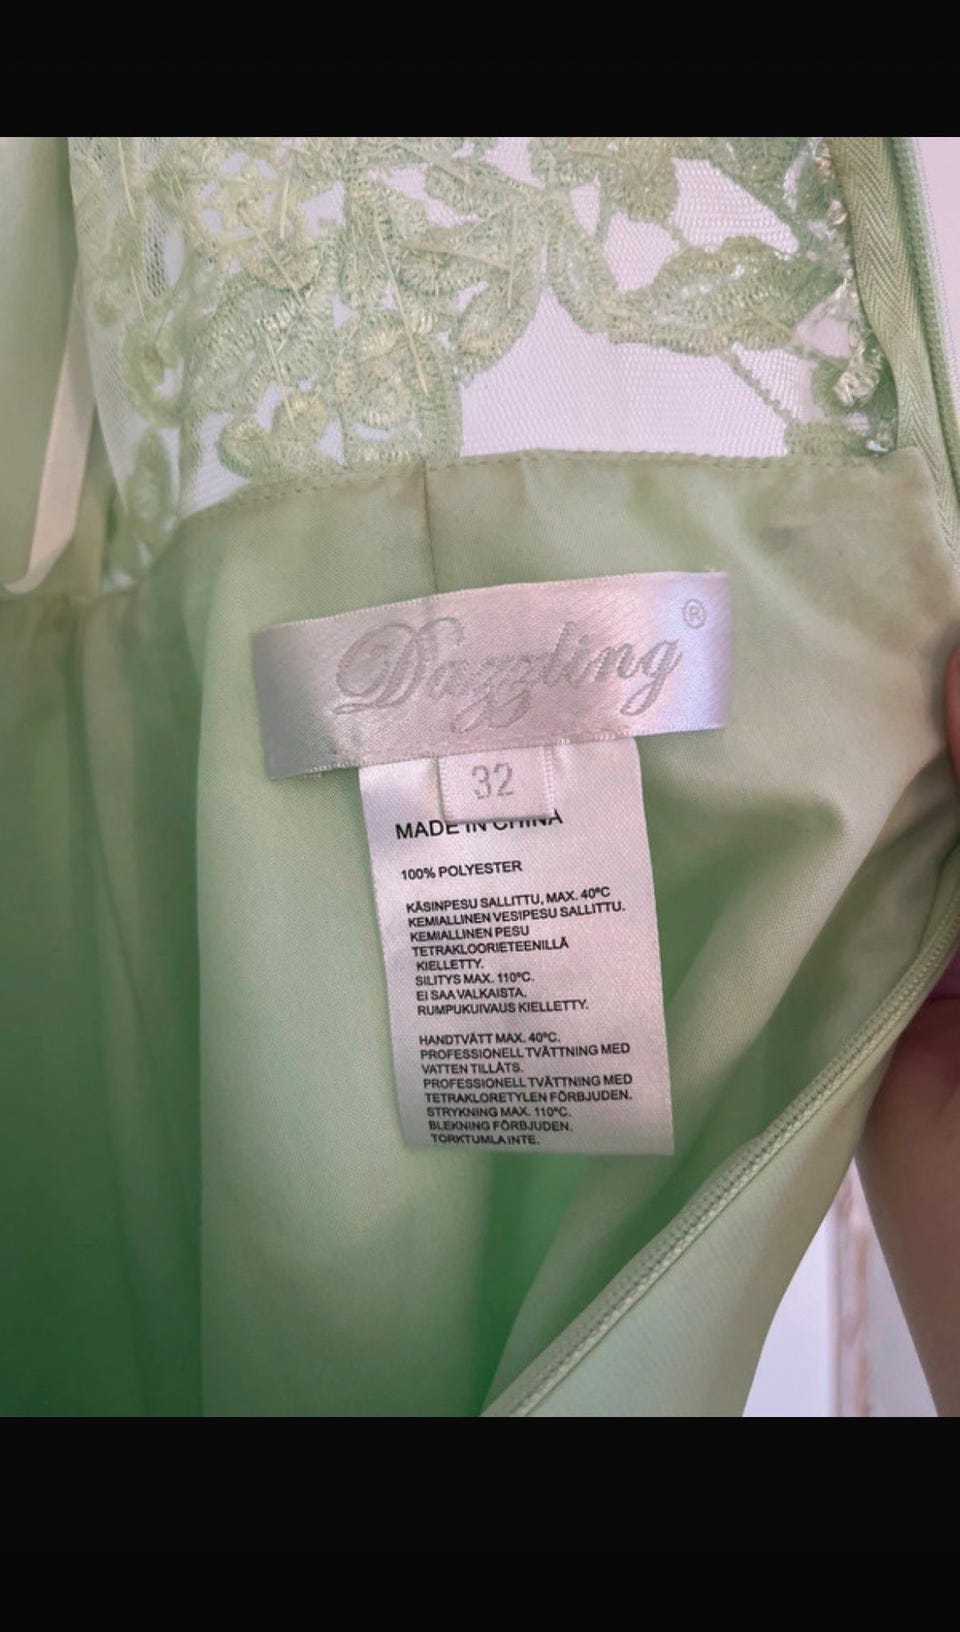 Dazzling ®
32
MADE IN CHINA
100% POLYESTER
KÄSINPESU SALLITTU, MAX. 40°C
KEMIALLINEN VESIPESU SALLITTU.
KEMIALLINEN PESU
TETRAKLOORIETEENILLÄ
KIELLETTY.
SILITYS MAX. 110°C.
EI SAA VALKAISTA.
RUMPUKUIVAUS KIELLETTY.
HANDTVÄTT MAX. 40°C.
PROFESSIONELL TVÄTTNING MED
VATTEN TILLÅTS.
PROFESSIONELL TVÄTTNING MED
TETRAKLORETYLEN FÖRBJUDEN.
STRYKNING MAX. 110°C.
BLEKNING FÖRBJUDEN.
TORKTUMLA INTE.